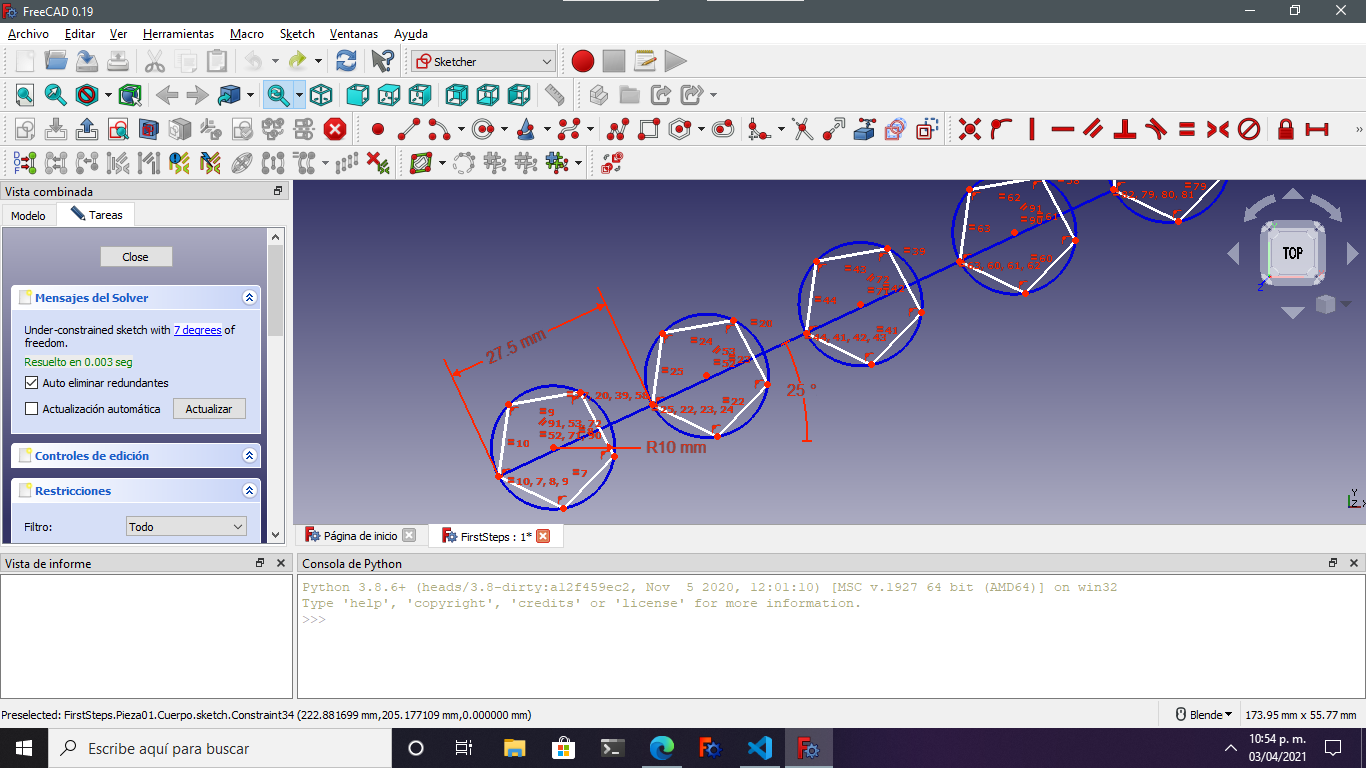 FreeCAD 0.19
Archivo Editar Ver Herramientas Macro Sketch Ventanas Ayuda
Sketcher
Vista combinada
Modelo Tareas
Close
Mensajes del Solver
Under-constrained sketch with 7 degrees of
freedom.
Resuelto en 0.003 seg
Auto eliminar redundantes
Actualización automática Actualizar
Controles de edición
Restricciones
Filtro: Todo
TOP
27.5 mm
25 °
R10 mm
Página de inicio
FirstSteps : 1*
Vista de informe
Consola de Python
Python 3.8.6+ (heads/3.8-dirty:a12f459ec2, Nov  5 2020, 12:01:10) [MSC v.1927 64 bit (AMD64)] on win32
Type 'help', 'copyright', 'credits' or 'license' for more information.
>>>
Preselected: FirstSteps.Pieza01.Cuerpo.sketch.Constraint34 (222.881699 mm,205.177109 mm,0.000000 mm)
Blende 173.95 mm x 55.77 mm
Escribe aquí para buscar
10:54 p. m.
03/04/2021